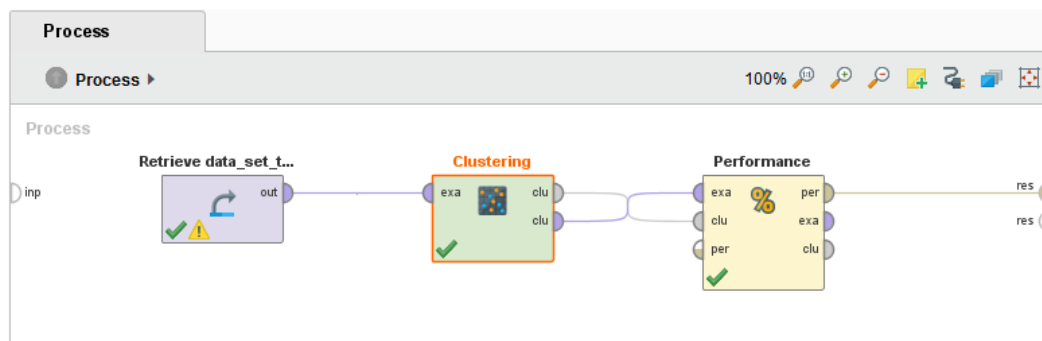 Process
Process
100%
Process
Retrieve data_set_t...
Clustering
Performance
inp
out
exa
clu
clu
exa
per
clu
exa
per
clu
res
res